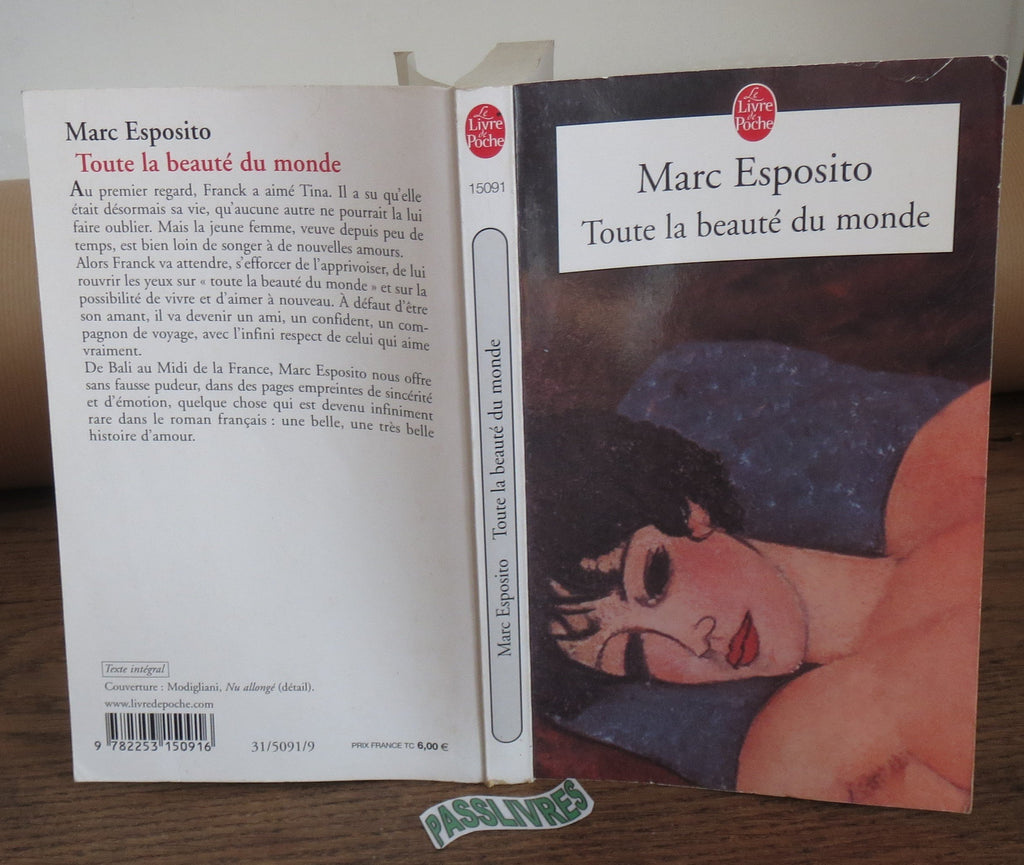 Marc Esposito
Toute la beauté du monde
Au premier regard, Franck a aimé Tina. Il a su qu'elle
était désormais sa vie, qu'aucune autre ne pourrait la lui
faire oublier. Mais la jeune femme, veuve depuis peu de
temps, est bien loin de songer à de nouvelles amours.
Alors Franck va attendre, s'efforcer de l'apprivoiser, de lui
rouvrir les yeux sur « toute la beauté du monde » et sur la
possibilité de vivre et d'aimer à nouveau. À défaut d'être
son amant, il va devenir un ami, un confident, un com-
pagnon de voyage, avec l'infini respect de celui qui aime
vraiment.
De Bali au Midi de la France, Marc Esposito nous offre
sans fausse pudeur, dans des pages empreintes de sincérité
et d'émotion, quelque chose qui est devenu infiniment
rare dans le roman français : une belle, une très belle
histoire d'amour.
Texte intégral
Couverture : Modigliani, Nu allongé (détail).
www.livredepoche.com
9 782253 150916
31/5091/9
PRIX FRANCE TC 6,00 €
Le
Livre
de
Poche
15091
Marc Esposito Toute la beauté du monde
Le
Livre
de
Poche
Marc Esposito
Toute la beauté du monde
PASSLIVRES